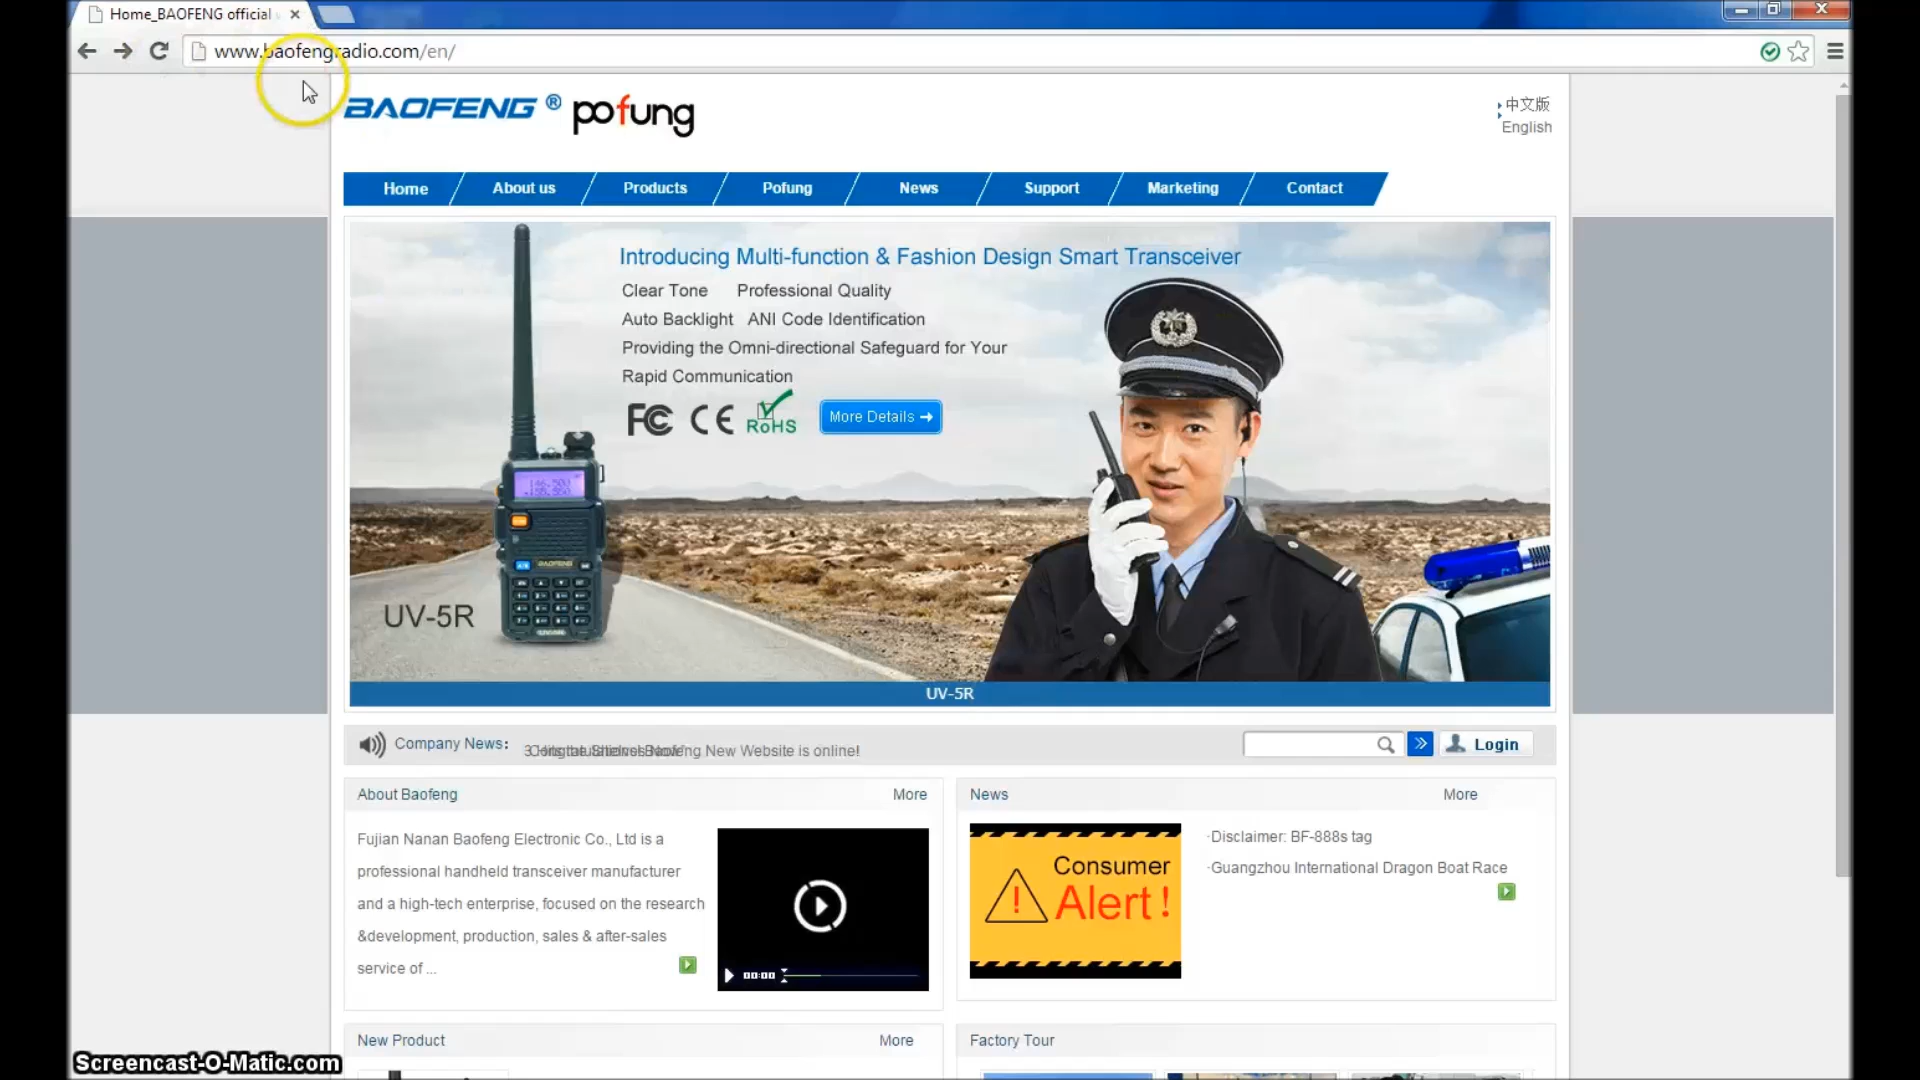 Home_BAOFENG official
www.baofengradio.com/en/
BAOFENG ® pofung
中文版
English
Home About us Products Pofung News Support Marketing Contact
Introducing Multi-function & Fashion Design Smart Transceiver
Clear Tone Professional Quality
Auto Backlight ANI Code Identification
Providing the Omni-directional Safeguard for Your
Rapid Communication
FC CE RoHS More Details →
BAOFENG
UV-5R
UV-5R
Company News: New Website is online!
Login
About Baofeng More
Fujian Nanan Baofeng Electronic Co., Ltd is a
professional handheld transceiver manufacturer
and a high-tech enterprise, focused on the research
&development, production, sales & after-sales
service of ...
00:00
News More
Consumer
Alert!
·Disclaimer: BF-888s tag
·Guangzhou International Dragon Boat Race
New Product More
Factory Tour
Screencast-O-Matic.com